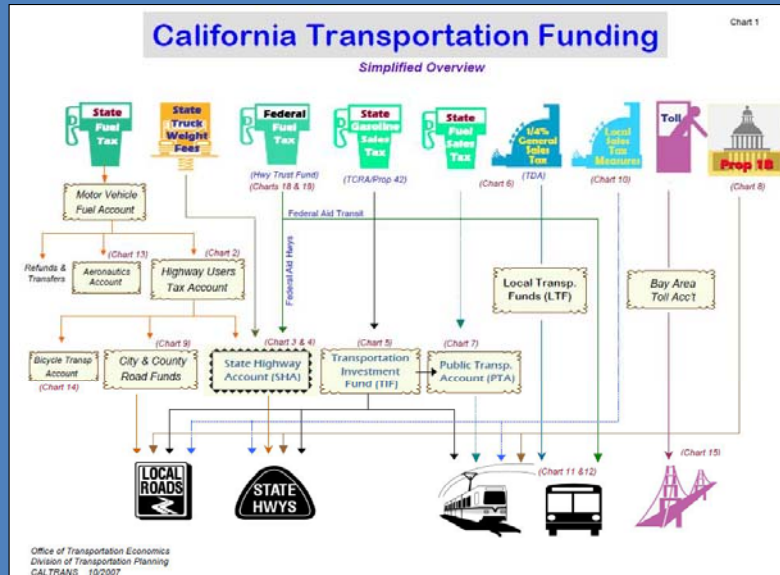 Chart 1
California Transportation Funding
Simplified Overview
State
Fuel
Tax
State
Truck
Weight
Fees
Federal
Fuel
Tax
State
Gasoline
Sales
Tax
State
Fuel
Sales
Tax
1/4%
General
Sales
Tax
Local
Sales
Tax
Measures
Toll
Prop 1B
(Hwy Trust Fund)
(Charts 18 & 19)
(TCRA/Prop 42)
(Chart 6)
(TDA)
(Chart 10)
(Chart 8)
Motor Vehicle
Fuel Account
Federal Aid Transit
Federal Aid Hwys
Refunds &
Transfers
(Chart 13)
Aeronautics
Account
(Chart 2)
Highway Users
Tax Account
Local Transp.
Funds (LTF)
Bay Area
Toll Acc't
Bicycle Transp
Account
(Chart 14)
(Chart 9)
City & County
Road Funds
(Chart 3 & 4)
State Highway
Account (SHA)
(Chart 5)
Transportation
Investment
Fund (TIF)
(Chart 7)
Public Transp.
Account (PTA)
LOCAL
ROADS
STATE
HWYS
(Chart 11 &12)
(Chart 15)
Office of Transportation Economics
Division of Transportation Planning
CALTRANS 10/2007